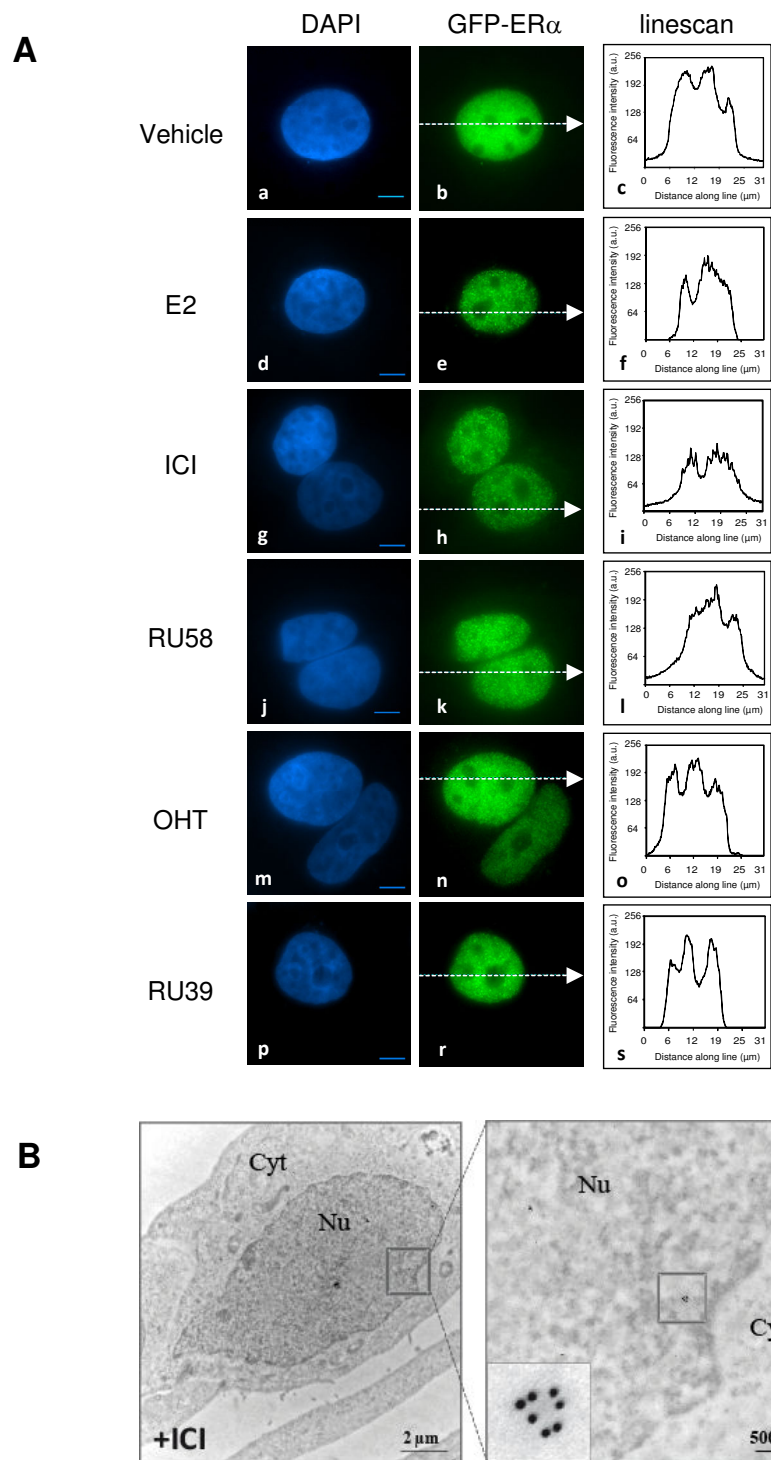 A
DAPI GFP-ERα linescan
Vehicle
a b c
Fluorescence intensity (a.u.)
256
192
128
64
0 6 12 19 25 31
Distance along line (µm)
E2
d e f
Fluorescence intensity (a.u.)
256
192
128
64
0 6 12 19 25 31
Distance along line (µm)
ICI
g h i
Fluorescence intensity (a.u.)
256
192
128
64
0 6 12 19 25 31
Distance along line (µm)
RU58
j k l
Fluorescence intensity (a.u.)
256
192
128
64
0 6 12 19 25 31
Distance along line (µm)
OHT
m n o
Fluorescence intensity (a.u.)
256
192
128
64
0 6 12 19 25 31
Distance along line (µm)
RU39
p r s
Fluorescence intensity (a.u.)
256
192
128
64
0 6 12 19 25 31
Distance along line (µm)
B
Cyt
Nu
+ICI
2 µm
Nu
Cy
500